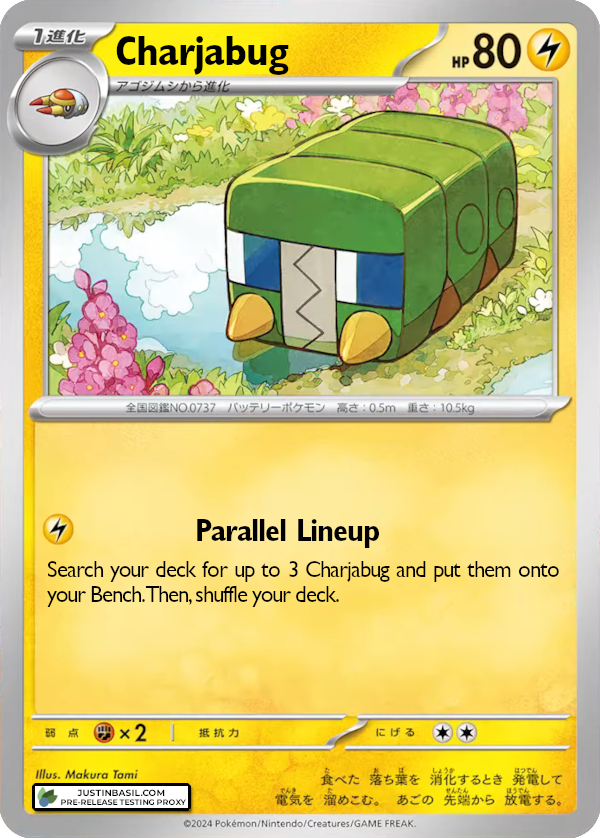 1進化
Charjabug
HP 80
アゴジムシから進化
全国図鑑NO.0737 バッテリーポケモン 高さ:0.5m 重さ:10.5kg
Parallel Lineup
Search your deck for up to 3 Charjabug and put them onto
your Bench. Then, shuffle your deck.
弱点 ×2 抵抗力 にげる
Illus. Makura Tami
JUSTINBASIL.COM
PRE-RELEASE TESTING PROXY
食べた 落ち葉を 消化するとき 発電して
電気を 溜めこむ。 あごの 先端から 放電する。
©2024 Pokémon/Nintendo/Creatures/GAME FREAK.